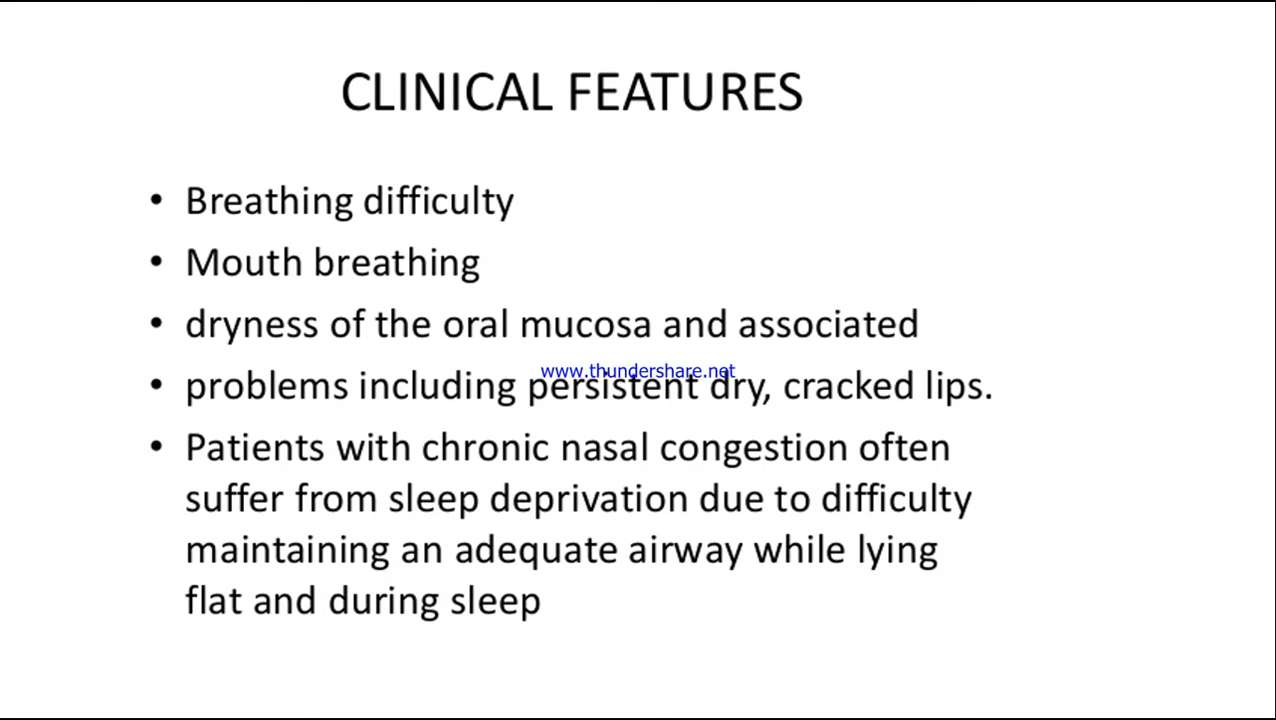 CLINICAL FEATURES
• Breathing difficulty
• Mouth breathing
• dryness of the oral mucosa and associated
www.thundershare.net
• problems including persistent dry, cracked lips.
• Patients with chronic nasal congestion often
suffer from sleep deprivation due to difficulty
maintaining an adequate airway while lying
flat and during sleep